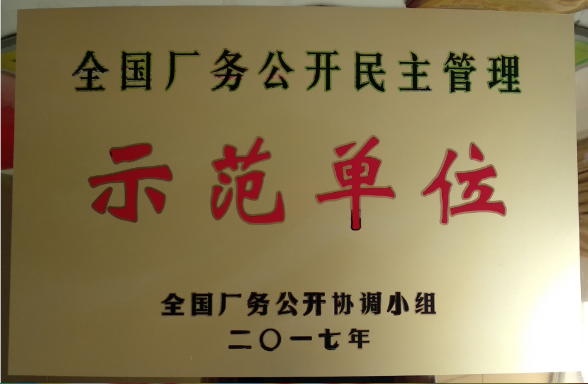 全国厂务公开民主管理
示范单位
全国厂务公开协调小组
二〇一七年